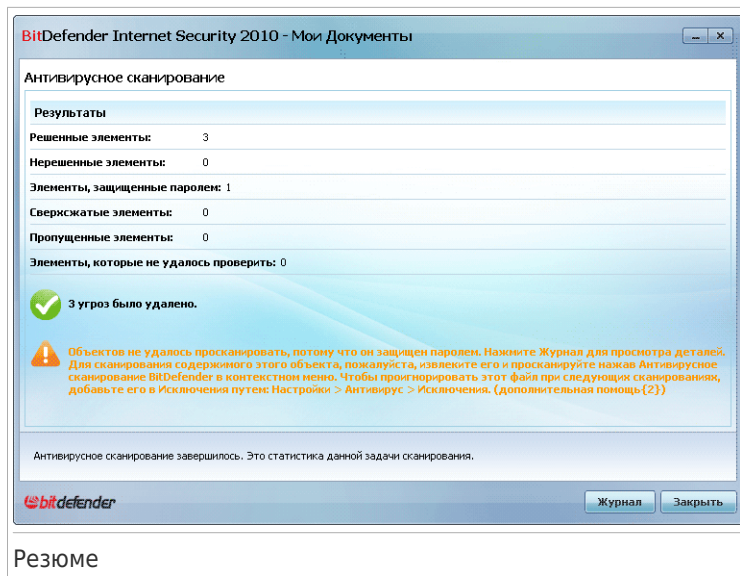 BitDefender Internet Security 2010 - Мои Документы
Антивирусное сканирование
Результаты
Решенные элементы: 3
Нерешенные элементы: 0
Элементы, защищенные паролем: 1
Сверхсжатые элементы: 0
Пропущенные элементы: 0
Элементы, которые не удалось проверить: 0
3 угроз было удалено.
Объектов не удалось просканировать, потому что он защищен паролем. Нажмите Журнал для просмотра деталей.
Для сканирования содержимого этого объекта, пожалуйста, извлеките его и просканируйте нажав Антивирусное
сканирование BitDefender в контекстном меню. Чтобы проигнорировать этот файл при следующих сканированиях,
добавьте его в Исключения путем: Настройки > Антивирус > Исключения. (дополнительная помощь{2})
Антивирусное сканирование завершилось. Это статистика данной задачи сканирования.
bitdefender
Журнал
Закрыть
Резюме